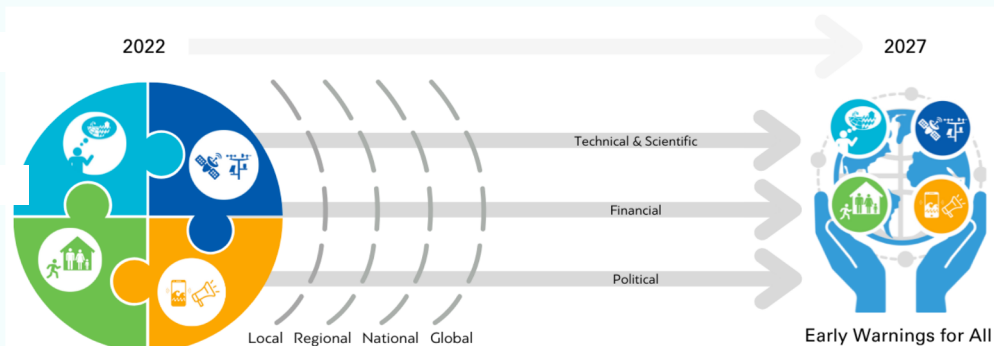 2022
2027
Technical & Scientific
Financial
Political
Local Regional National Global
Early Warnings for All